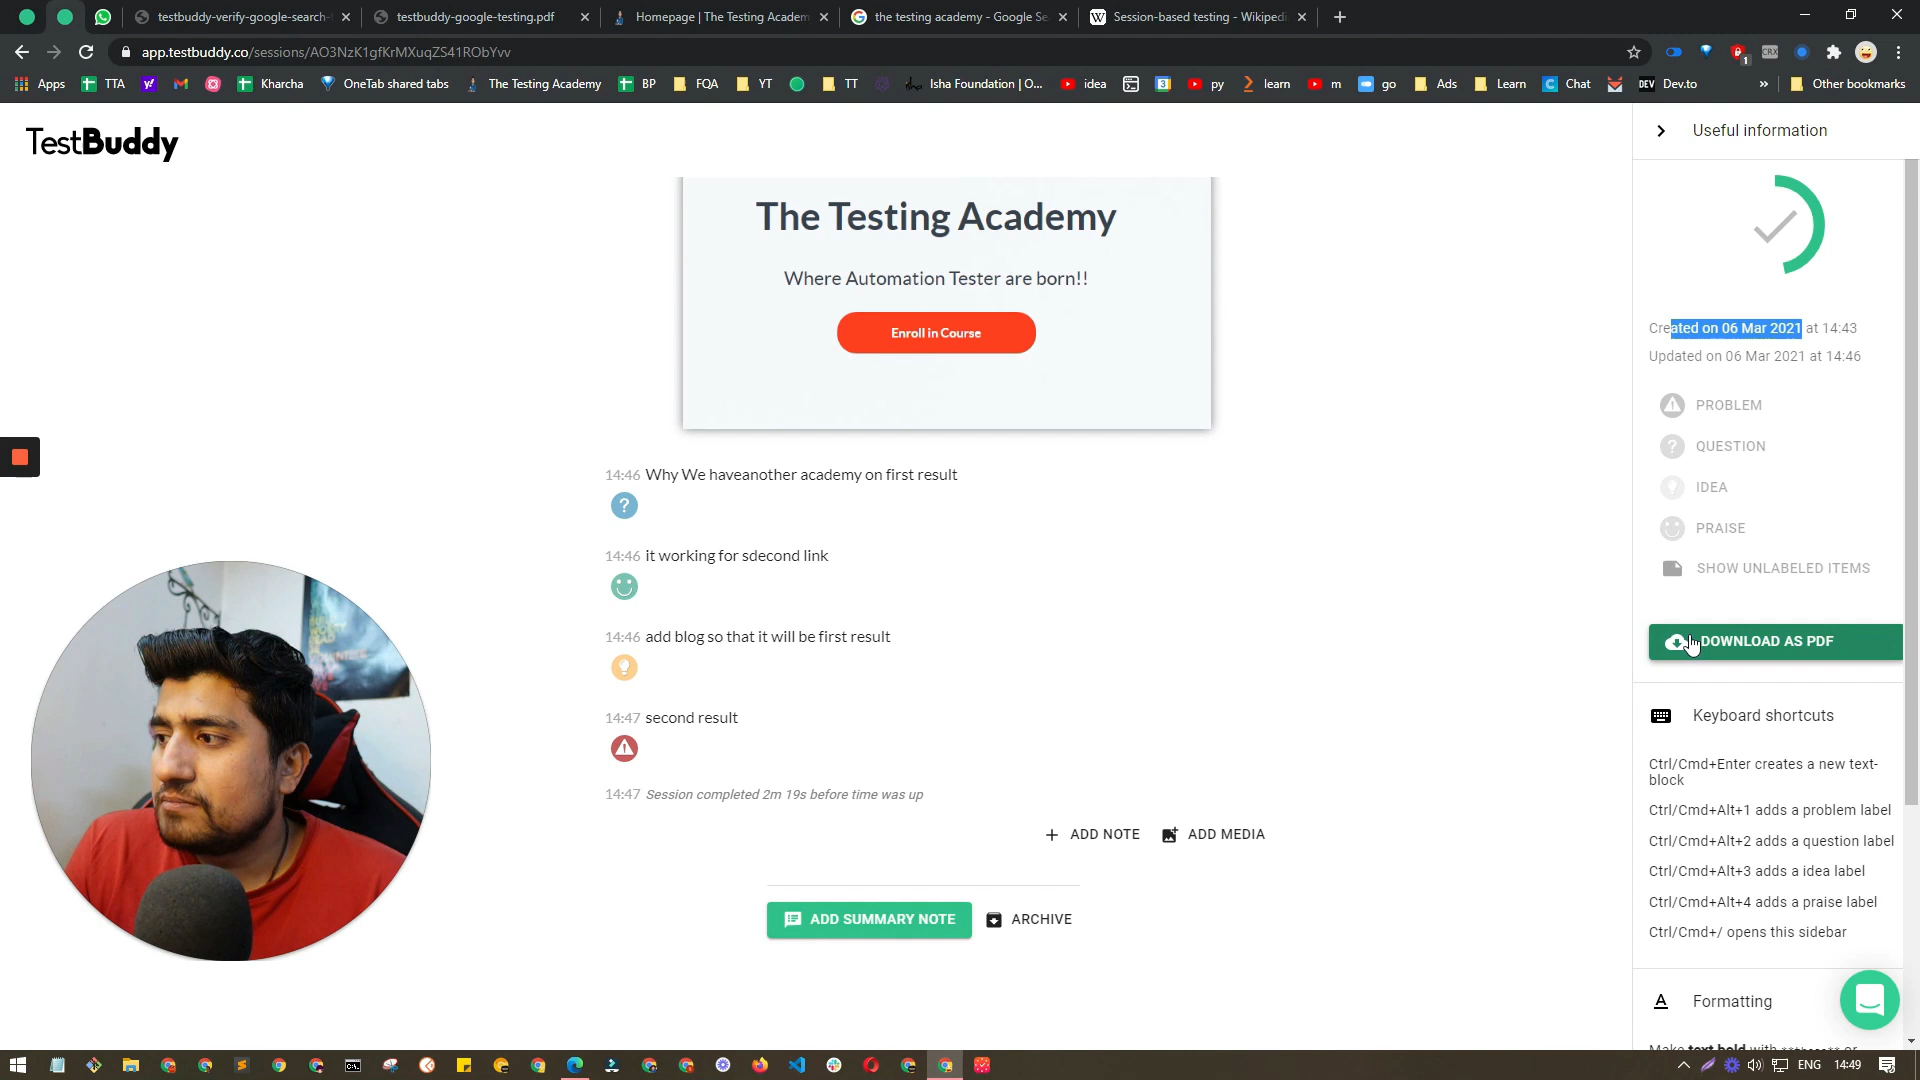 testbuddy-verify-google-search-
testbuddy-google-testing.pdf
Homepage | The Testing Academ
the testing academy - Google Se
Session-based testing - Wikiped
app.testbuddy.co/sessions/AO3NzK1gfKrMXuqZS41RObYvv
Apps
TTA
Kharcha
OneTab shared tabs
The Testing Academy
BP
FQA
YT
TT
Isha Foundation | O...
idea
py
learn
m
go
Ads
Learn
Chat
Dev.to
Other bookmarks
TestBuddy
The Testing Academy
Where Automation Tester are born!!
Enroll in Course
14:46 Why We haveanother academy on first result
14:46 it working for sdecond link
14:46 add blog so that it will be first result
14:47 second result
14:47 Session completed 2m 19s before time was up
ADD NOTE
ADD MEDIA
ADD SUMMARY NOTE
ARCHIVE
Useful information
Created on 06 Mar 2021 at 14:43
Updated on 06 Mar 2021 at 14:46
PROBLEM
QUESTION
IDEA
PRAISE
SHOW UNLABELED ITEMS
DOWNLOAD AS PDF
Keyboard shortcuts
Ctrl/Cmd+Enter creates a new text-
block
Ctrl/Cmd+Alt+1 adds a problem label
Ctrl/Cmd+Alt+2 adds a question label
Ctrl/Cmd+Alt+3 adds a idea label
Ctrl/Cmd+Alt+4 adds a praise label
Ctrl/Cmd+/ opens this sidebar
Formatting
Make text bold with
ENG
14:49